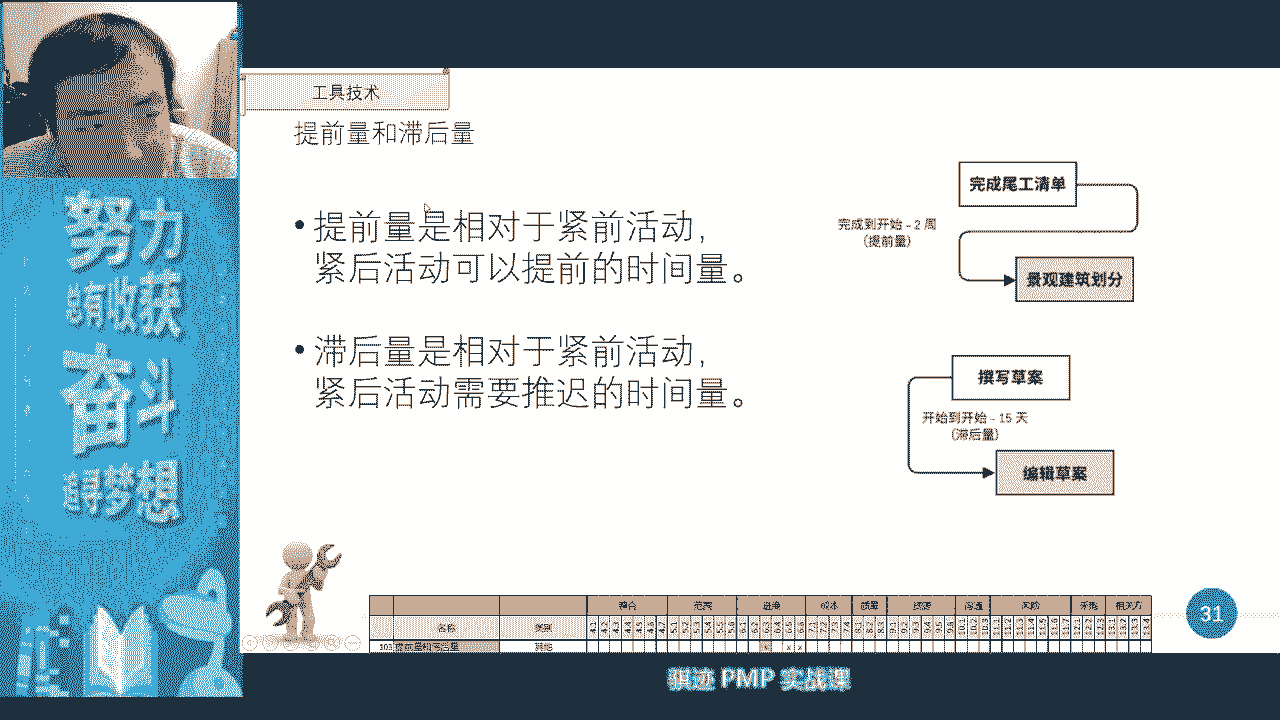 工具技术
提前量和滞后量
• 提前量是相对于紧前活动，
紧后活动可以提前的时间量。
• 滞后量是相对于紧前活动，
紧后活动需要推迟的时间量。
完成尾工清单
完成到开始 - 2 周
（提前量）
景观建筑划分
撰写草案
开始到开始 - 15 天
（滞后量）
编辑草案
努力
就有收获
奋斗
追寻梦想
整合 范围 进度 成本 质量 资源 沟通 风险 采购 相关方
名称 类别
103 提前量和滞后量 其他
31
骐迹 PMP 实战课